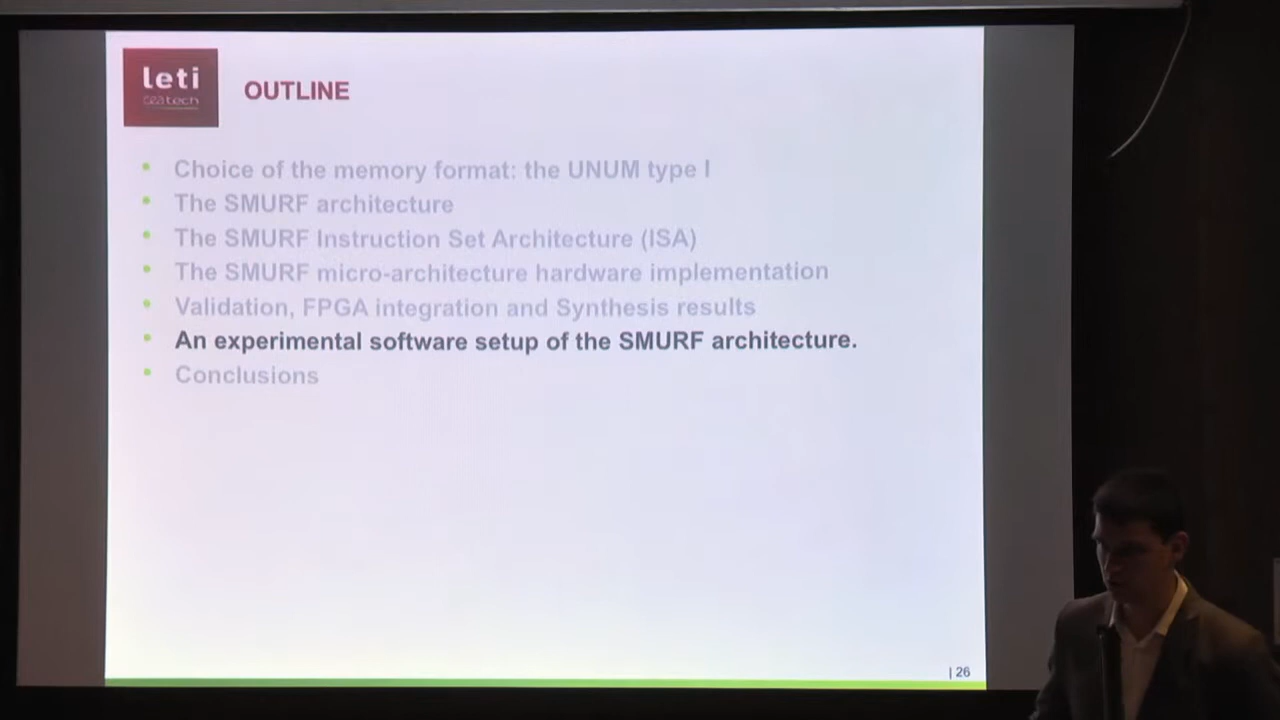 leti
ceatech
OUTLINE
• Choice of the memory format: the UNUM type I
• The SMURF architecture
• The SMURF Instruction Set Architecture (ISA)
• The SMURF micro-architecture hardware implementation
• Validation, FPGA integration and Synthesis results
• An experimental software setup of the SMURF architecture.
• Conclusions
| 26